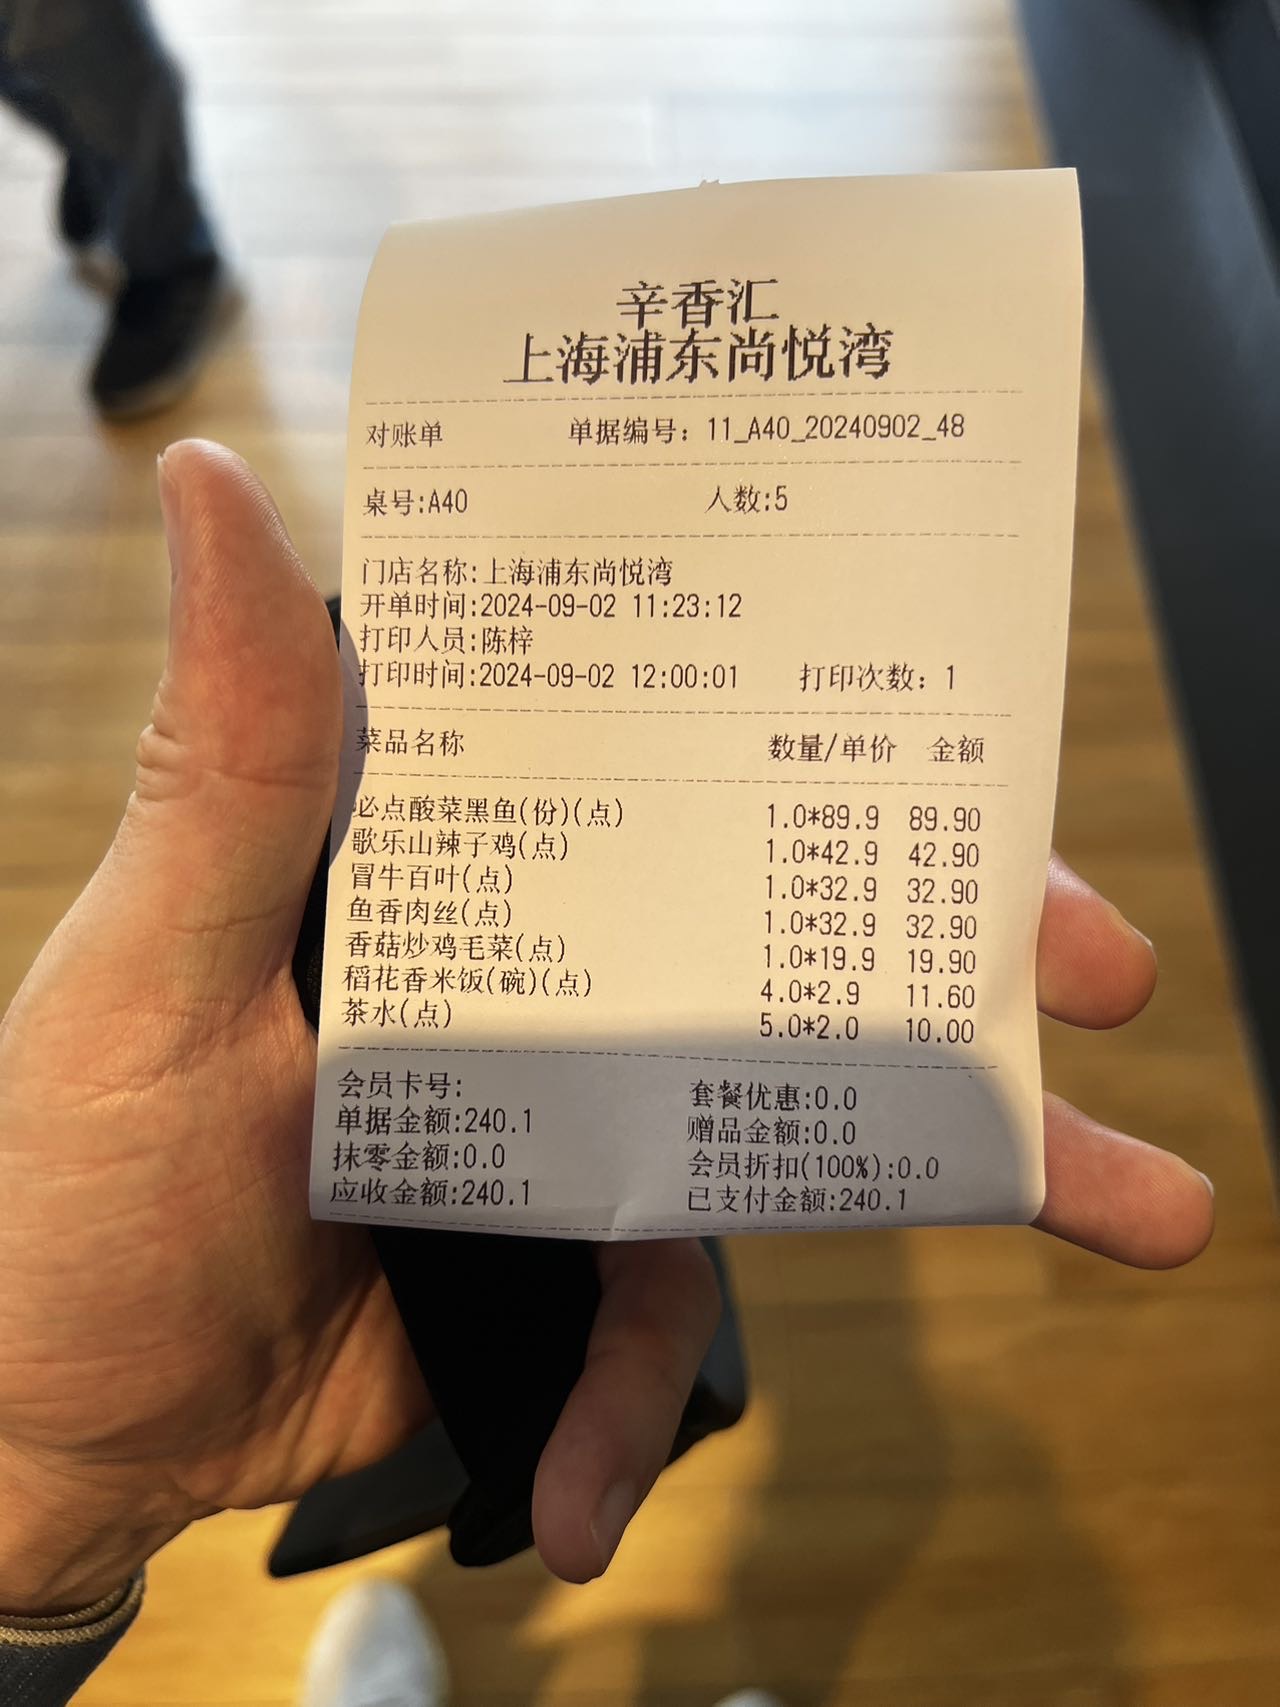 辛香汇
上海浦东尚悦湾
对账单 单据编号：11_A40_20240902_48
桌号:A40 人数:5
门店名称:上海浦东尚悦湾
开单时间:2024-09-02 11:23:12
打印人员:陈梓
打印时间:2024-09-02 12:00:01 打印次数：1
菜品名称 数量/单价 金额
必点酸菜黑鱼(份)(点) 1.0*89.9 89.90
歌乐山辣子鸡(点) 1.0*42.9 42.90
冒牛百叶(点) 1.0*32.9 32.90
鱼香肉丝(点) 1.0*32.9 32.90
香菇炒鸡毛菜(点) 1.0*19.9 19.90
稻花香米饭(碗)(点) 4.0*2.9 11.60
茶水(点) 5.0*2.0 10.00
会员卡号: 套餐优惠:0.0
单据金额:240.1 赠品金额:0.0
抹零金额:0.0 会员折扣(100%):0.0
应收金额:240.1 已支付金额:240.1